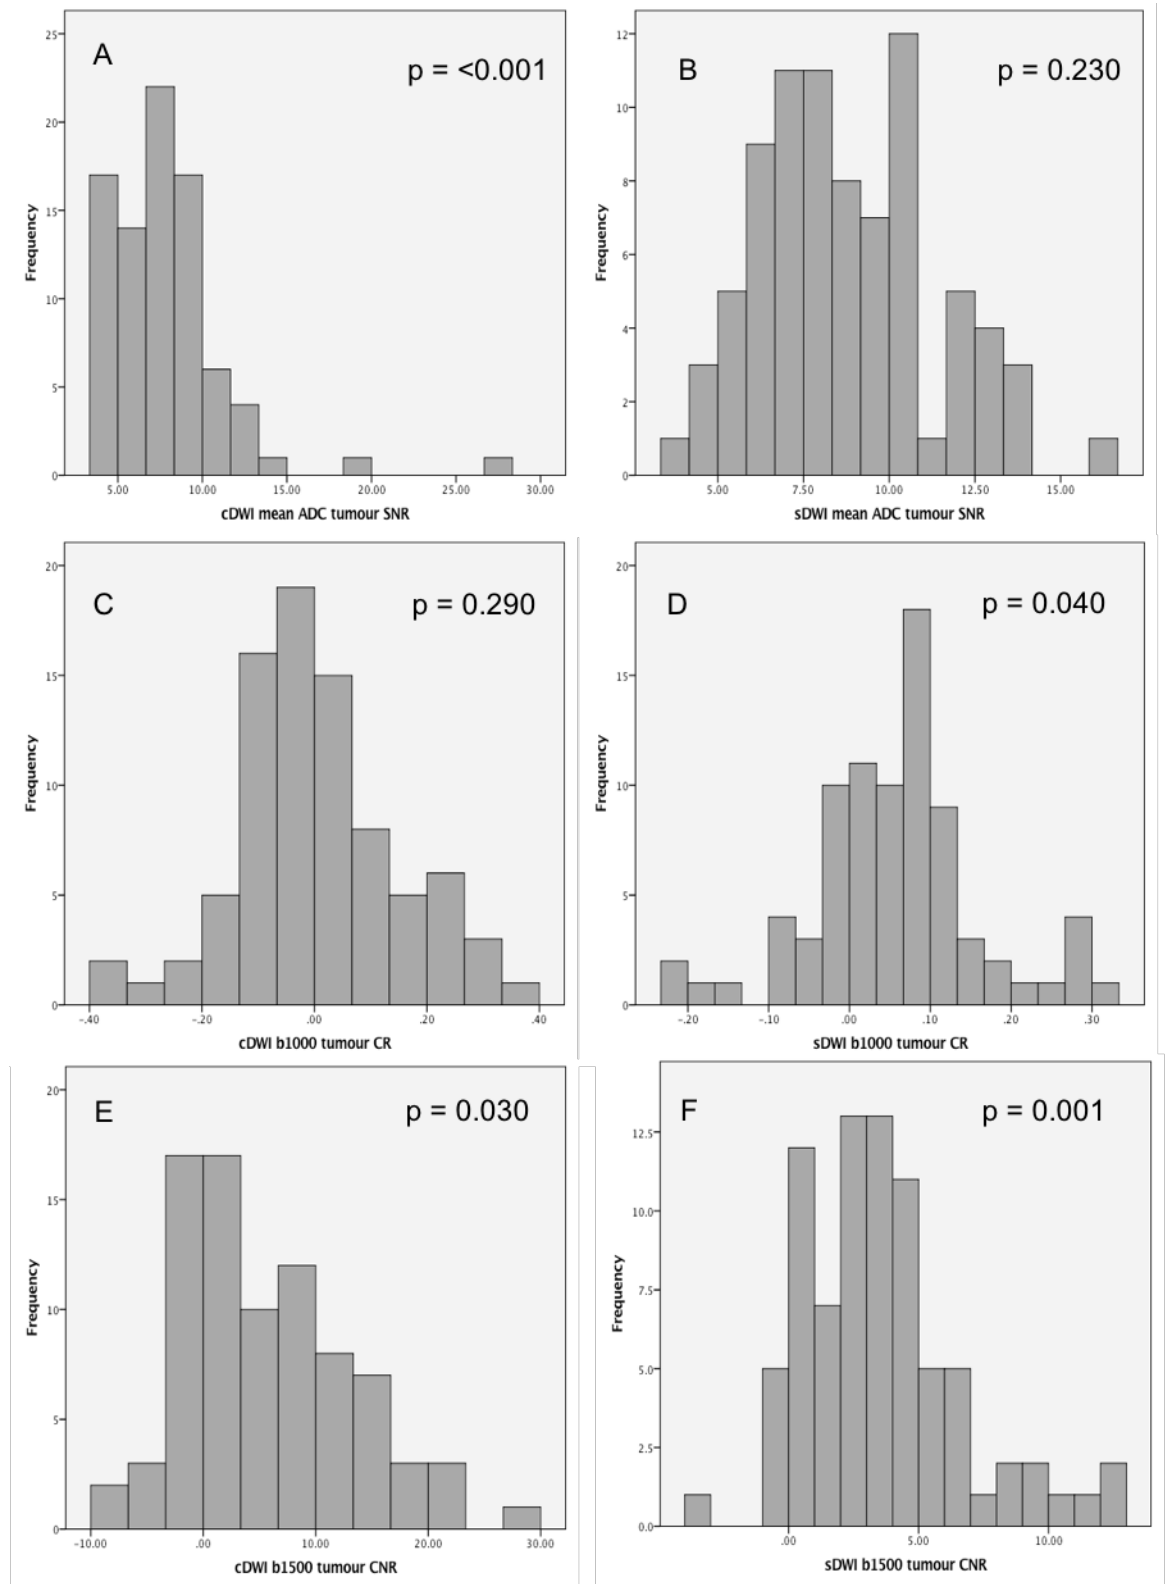 A
p = <0.001
25
20
15
10
5
0
Frequency
5.00 10.00 15.00 20.00 25.00 30.00
cDWI mean ADC tumour SNR
B
p = 0.230
12
10
8
6
4
2
0
Frequency
5.00 7.50 10.00 12.50 15.00
sDWI mean ADC tumour SNR
C
p = 0.290
20
15
10
5
0
Frequency
-.40 -.20 .00 .20 .40
cDWI b1000 tumour CR
D
p = 0.040
20
15
10
5
0
Frequency
-.20 -.10 .00 .10 .20 .30
sDWI b1000 tumour CR
E
p = 0.030
20
15
10
5
0
Frequency
-10.00 .00 10.00 20.00 30.00
cDWI b1500 tumour CNR
F
p = 0.001
12.5
10.0
7.5
5.0
2.5
0.0
Frequency
.00 5.00 10.00
sDWI b1500 tumour CNR